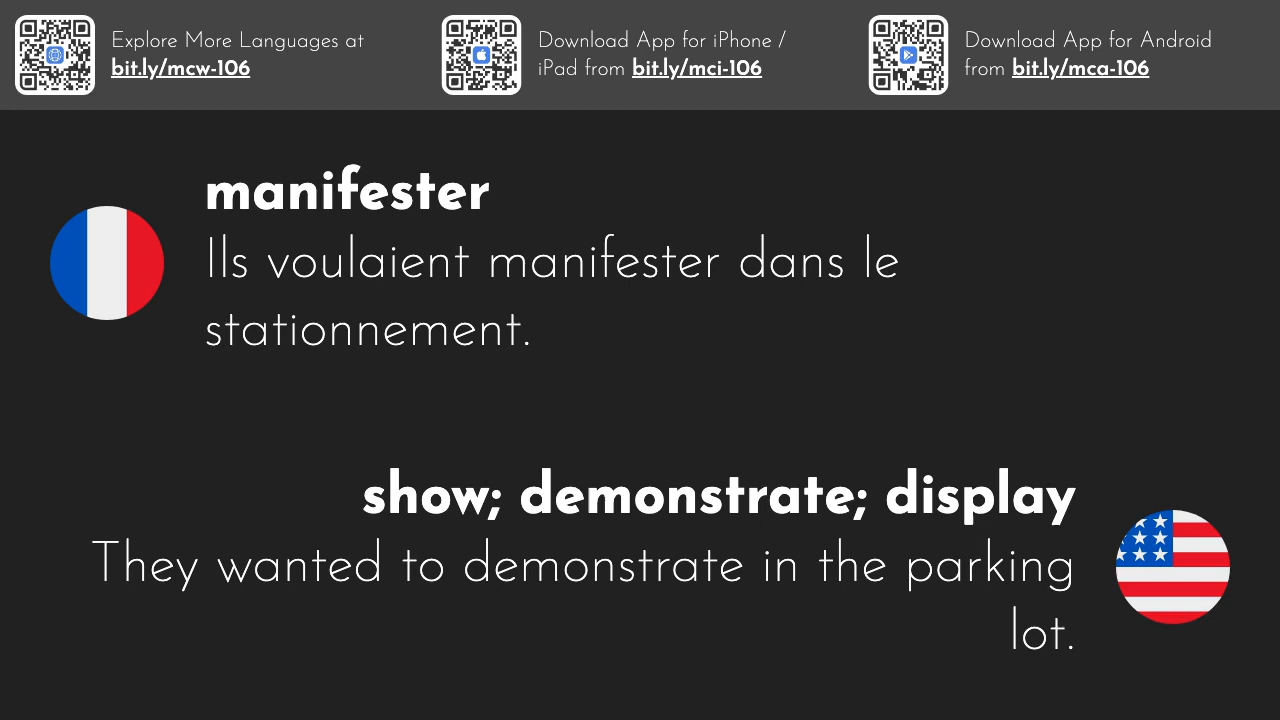 Explore More Languages at
bit.ly/mcw-106
Download App for iPhone /
iPad from bit.ly/mci-106
Download App for Android
from bit.ly/mca-106
manifester
Ils voulaient manifester dans le
stationnement.
show; demonstrate; display
They wanted to demonstrate in the parking
lot.